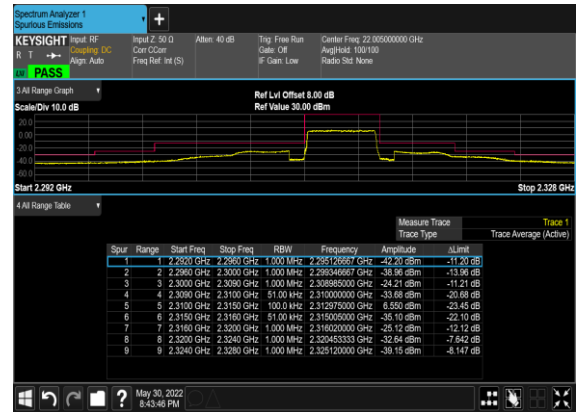 Spectrum Analyzer 1
Spurious Emissions
KEYSIGHT
R T
LXI PASS
Input: RF
Coupling: DC
Align: Auto
Input Z: 50 Ω
Corr CCorr
Freq Ref: Int (S)
Atten: 40 dB
Trig: Free Run
Gate: Off
IF Gain: Low
Center Freq: 22.005000000 GHz
Avg|Hold: 100/100
Radio Std: None
3 All Range Graph
Scale/Div 10.0 dB
Ref Lvl Offset 8.00 dB
Ref Value 30.00 dBm
20.0
0.00
-20.0
-40.0
-60.0
Start 2.292 GHz
Stop 2.328 GHz
4 All Range Table
Measure Trace Trace 1
Trace Type Trace Average (Active)
Spur Range Start Freq Stop Freq RBW Frequency Amplitude ΔLimit
1 1 2.2920 GHz 2.2960 GHz 1.000 MHz 2.295126667 GHz -42.20 dBm -11.20 dB
2 2 2.2960 GHz 2.3000 GHz 1.000 MHz 2.299346667 GHz -38.96 dBm -13.96 dB
3 3 2.3000 GHz 2.3090 GHz 1.000 MHz 2.308985000 GHz -24.21 dBm -11.21 dB
4 4 2.3090 GHz 2.3100 GHz 51.00 kHz 2.310000000 GHz -33.68 dBm -20.68 dB
5 5 2.3100 GHz 2.3150 GHz 100.0 kHz 2.312975000 GHz 6.550 dBm -23.45 dB
6 6 2.3150 GHz 2.3160 GHz 51.00 kHz 2.315005000 GHz -35.10 dBm -22.10 dB
7 7 2.3160 GHz 2.3200 GHz 1.000 MHz 2.316020000 GHz -25.12 dBm -12.12 dB
8 8 2.3200 GHz 2.3240 GHz 1.000 MHz 2.320453333 GHz -32.64 dBm -7.642 dB
9 9 2.3240 GHz 2.3280 GHz 1.000 MHz 2.325120000 GHz -39.15 dBm -8.147 dB
May 30, 2022
8:43:46 PM